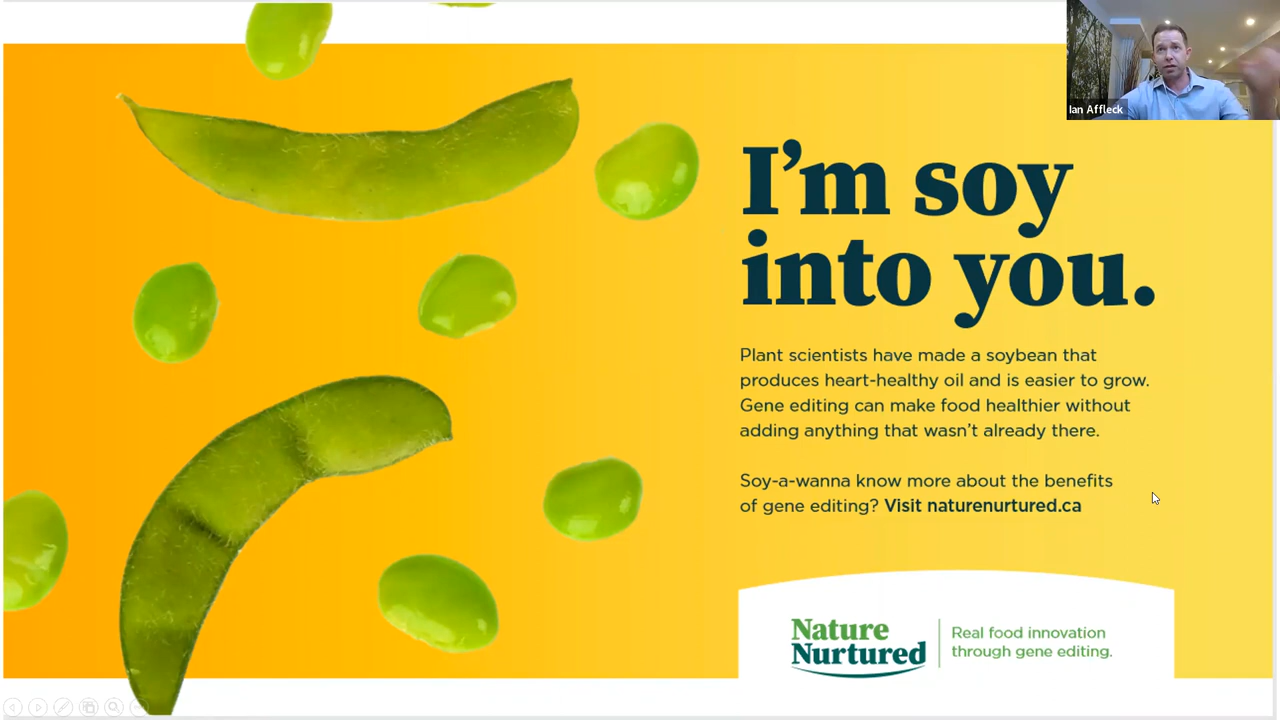 Ian Affleck
I'm soy
into you.
Plant scientists have made a soybean that
produces heart-healthy oil and is easier to grow.
Gene editing can make food healthier without
adding anything that wasn't already there.
Soy-a-wanna know more about the benefits
of gene editing? Visit naturenurtured.ca
Nature
Nurtured
Real food innovation
through gene editing.